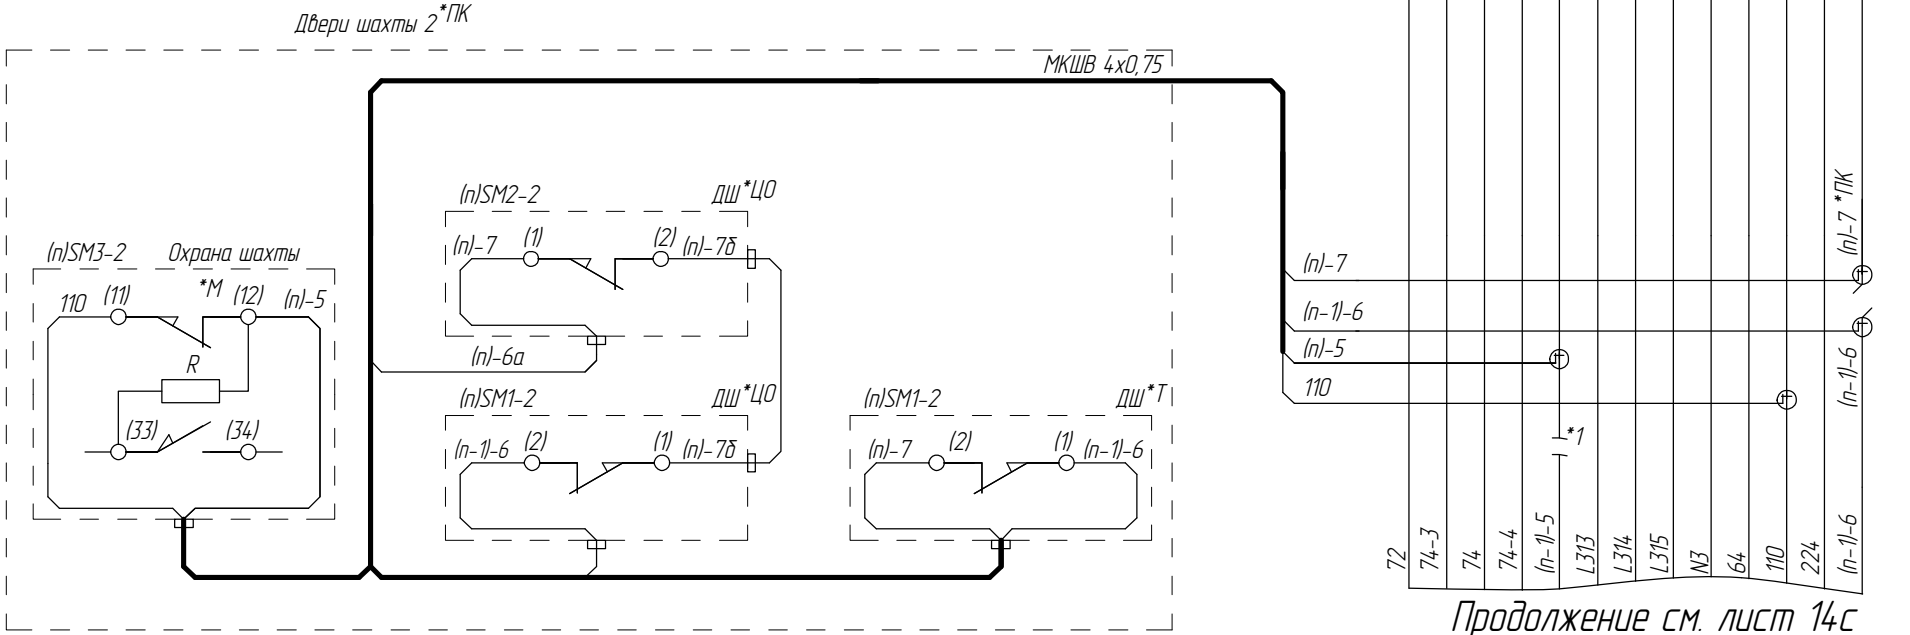 Двери шахты 2*ПК
МКШВ 4х0,75
(п)SM2-2 ДШ*ЦО
(п)-7 (1) (2) (п)-7б
(п)SM3-2 Охрана шахты
*М
110 (11) (12) (п)-5
R
(33) (34)
(п)-6а
(п)SM1-2 ДШ*ЦО
(п-1)-6 (2) (1) (п)-7б
(п)SM1-2 ДШ*Т
(п)-7 (2) (1) (п-1)-6
(п)-7
(п-1)-6
(п)-5
110
(п)-7 *ПК
(п-1)-6
*1
72
74-3
74
74-4
(п-1)-5
L313
L314
L315
N3
64
110
224
(п-1)-6
Продолжение см. лист 14с